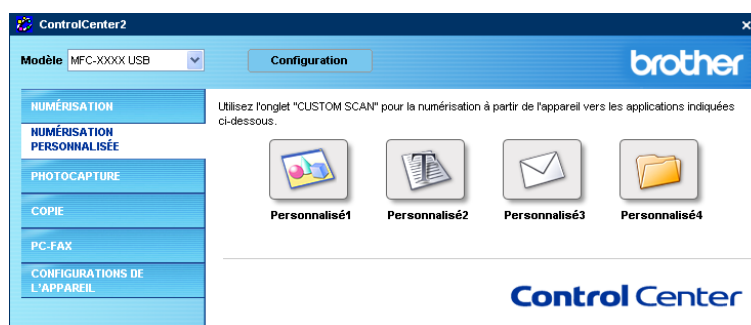 ControlCenter2
Modèle MFC-XXXX USB Configuration brother
NUMÉRISATION
NUMÉRISATION
PERSONNALISÉE
PHOTOCAPTURE
COPIE
PC-FAX
CONFIGURATIONS DE
L'APPAREIL
Utilisez l'onglet "CUSTOM SCAN" pour la numérisation à partir de l'appareil vers les applications indiquées
ci-dessous.
Personnalisé1 Personnalisé2 Personnalisé3 Personnalisé4
Control Center